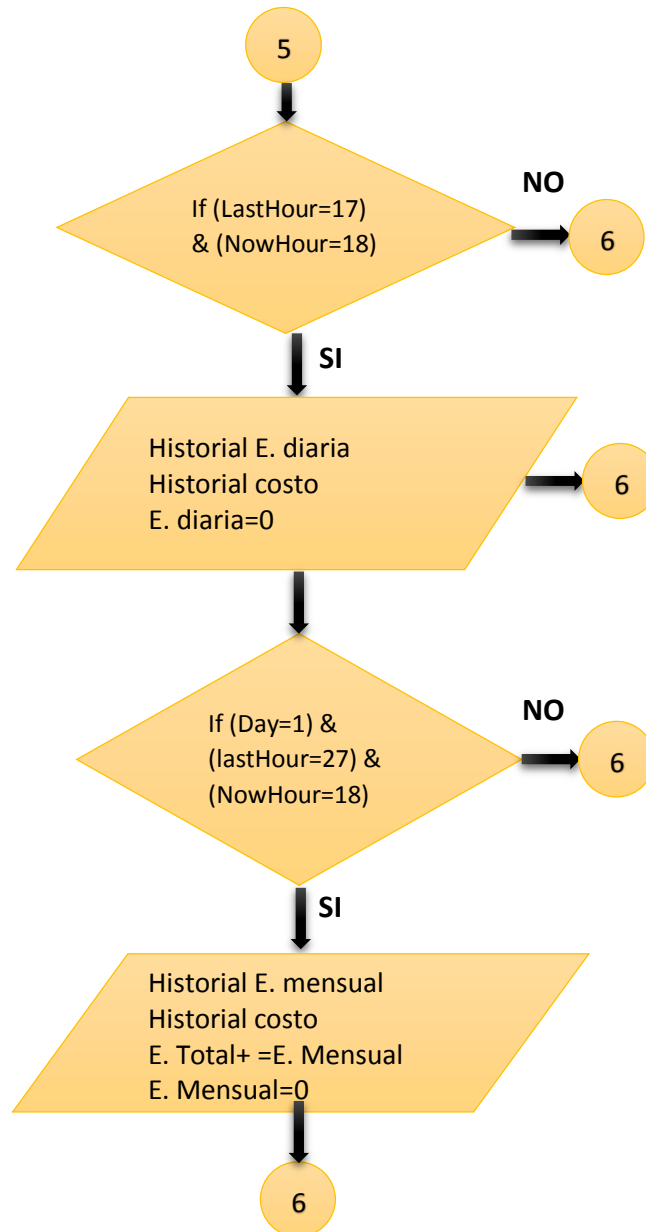 5
If (LastHour=17)
& (NowHour=18)
NO
6
SI
Historial E. diaria
Historial costo
E. diaria=0
6
If (Day=1) &
(lastHour=27) &
(NowHour=18)
NO
6
SI
Historial E. mensual
Historial costo
E. Total+ =E. Mensual
E. Mensual=0
6